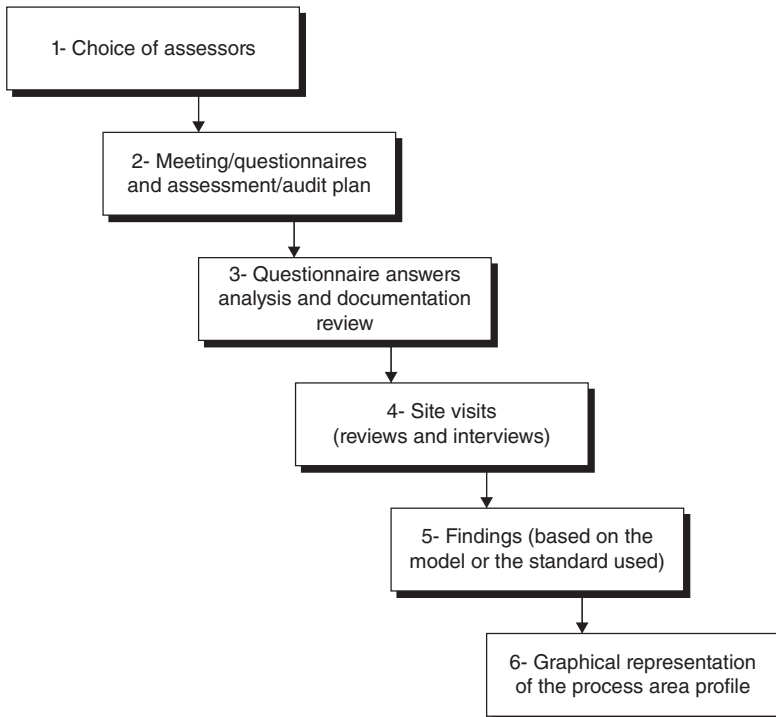 1- Choice of assessors
2- Meeting/questionnaires
and assessment/audit plan
3- Questionnaire answers
analysis and documentation
review
4- Site visits
(reviews and interviews)
5- Findings (based on the
model or the standard used)
6- Graphical representation
of the process area profile